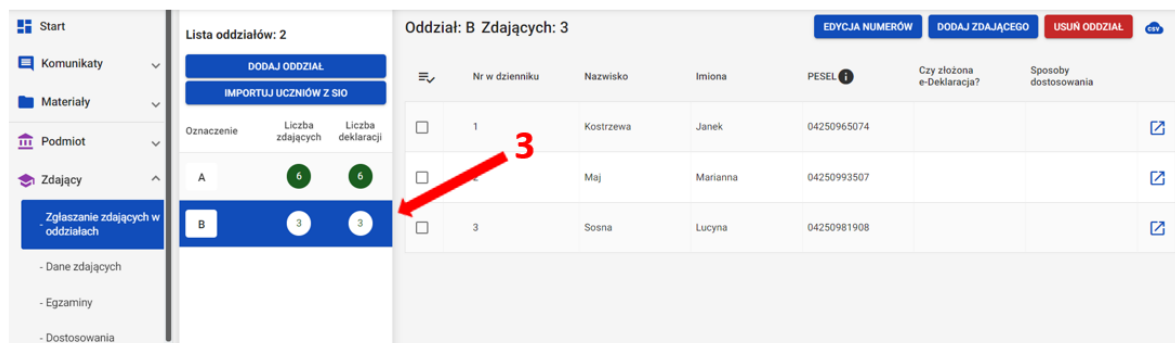 Start
Komunikaty
Materiały
Podmiot
Zdający
- Zgłaszanie zdających w oddziałach
- Dane zdających
- Egzaminy
- Dostosowania
Lista oddziałów: 2
DODAJ ODDZIAŁ
IMPORTUJ UCZNIÓW Z SIO
Oznaczenie Liczba zdających Liczba deklaracji
A 6 6
B 3 3
Oddział: B Zdających: 3
EDYCJA NUMERÓW DODAJ ZDAJĄCEGO USUŃ ODDZIAŁ CSV
Nr w dzienniku Nazwisko Imiona PESEL i Czy złożona e-Deklaracja? Sposoby dostosowania
1 Kostrzewa Janek 04250965074
Maj Marianna 04250993507
3 Sosna Lucyna 04250981908
3